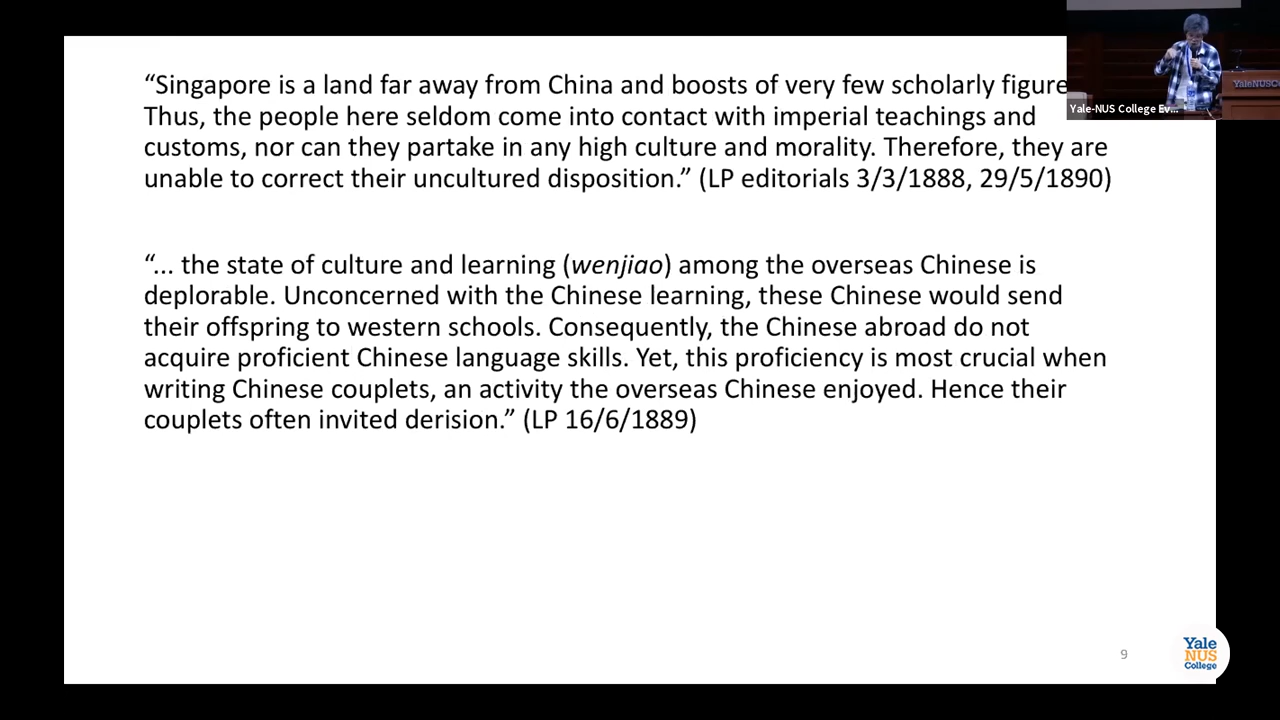 “Singapore is a land far away from China and boosts of very few scholarly figure
Thus, the people here seldom come into contact with imperial teachings and
customs, nor can they partake in any high culture and morality. Therefore, they are
unable to correct their uncultured disposition.” (LP editorials 3/3/1888, 29/5/1890)
“... the state of culture and learning (wenjiao) among the overseas Chinese is
deplorable. Unconcerned with the Chinese learning, these Chinese would send
their offspring to western schools. Consequently, the Chinese abroad do not
acquire proficient Chinese language skills. Yet, this proficiency is most crucial when
writing Chinese couplets, an activity the overseas Chinese enjoyed. Hence their
couplets often invited derision.” (LP 16/6/1889)
Yale-NUS College Ev...
9
Yale
NUS
College